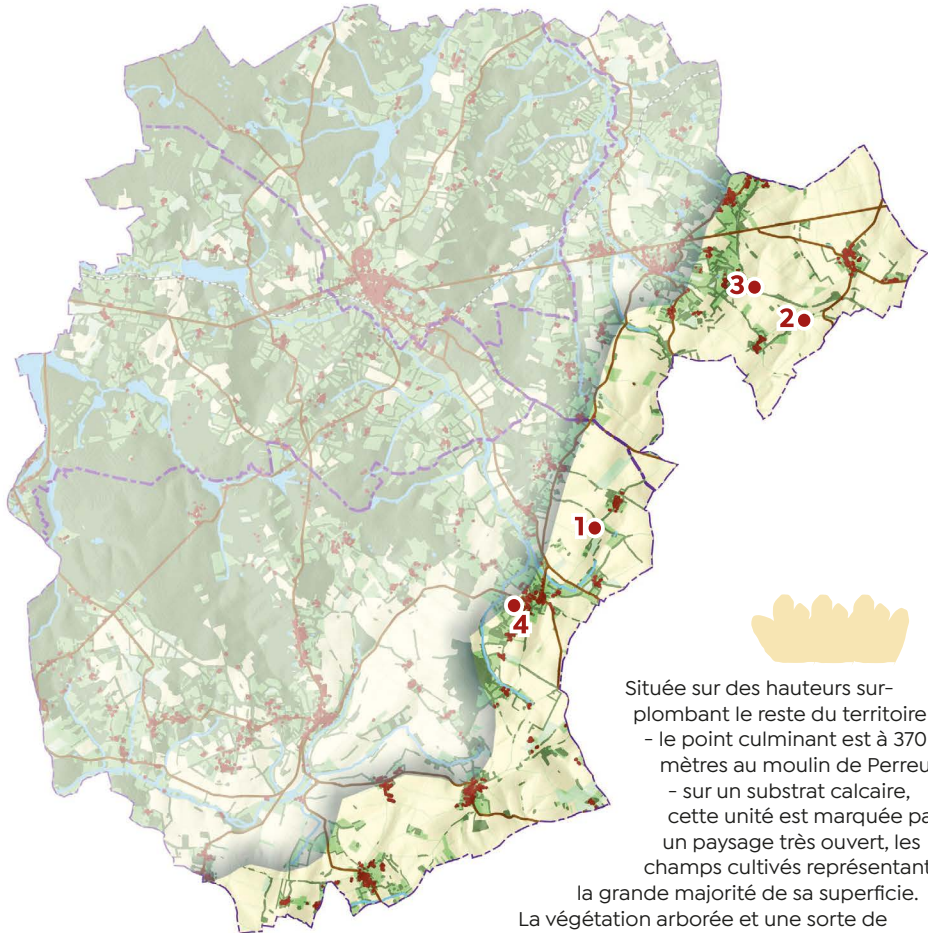 3
2
1
4
Située sur des hauteurs sur-
plombant le reste du territoire
- le point culminant est à 370
mètres au moulin de Perreu
- sur un substrat calcaire,
cette unité est marquée pa
un paysage très ouvert, les
champs cultivés représentant
la grande majorité de sa superficie.
La végétation arborée et une sorte de